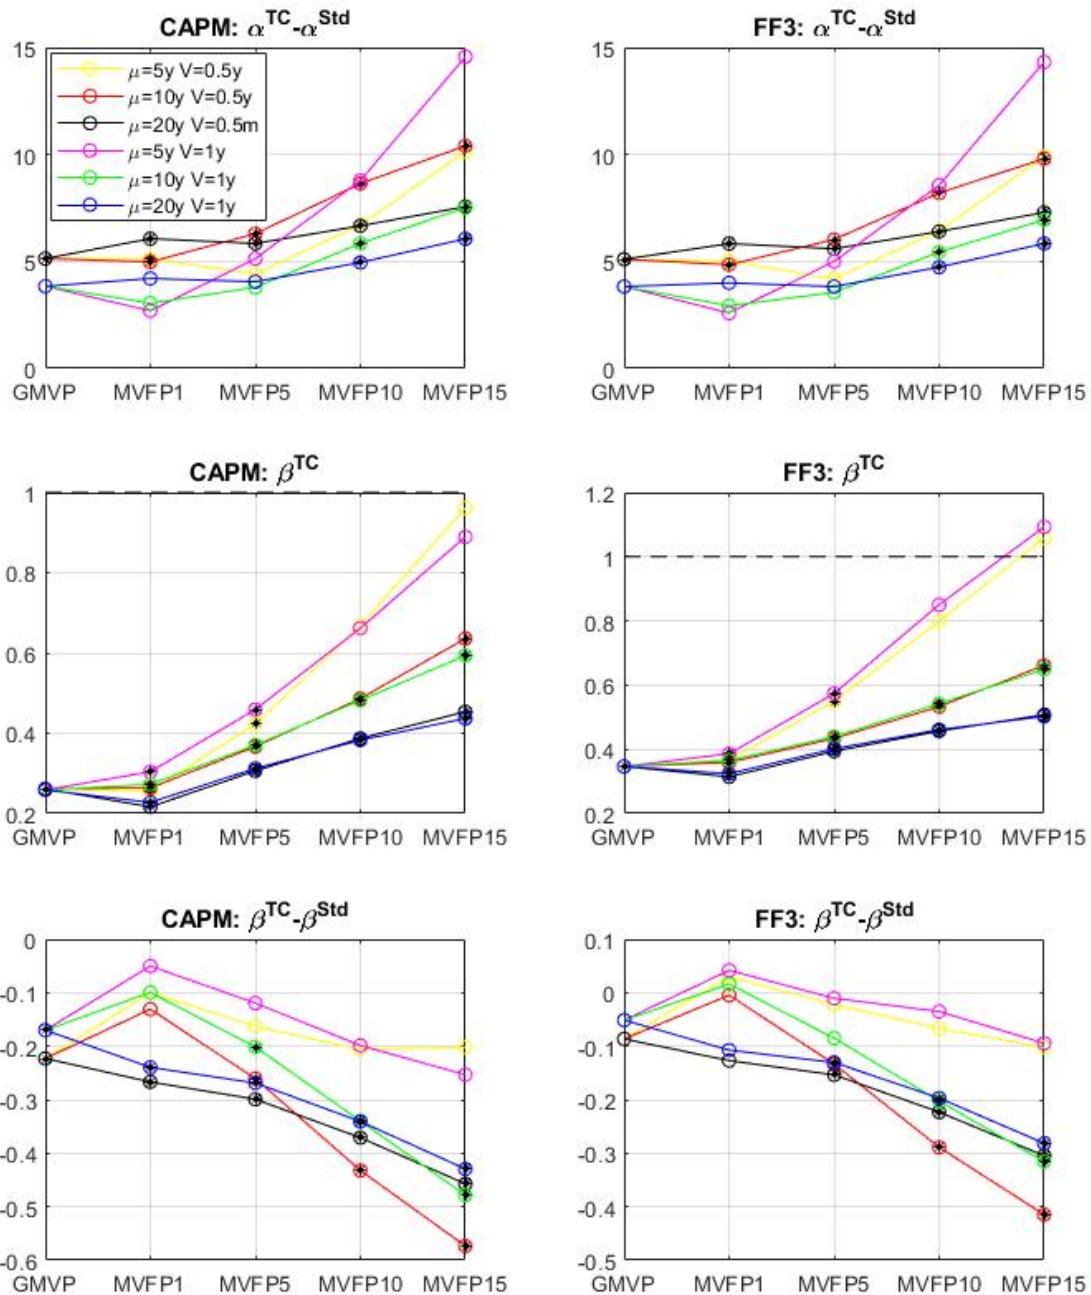 CAPM: α^TC-α^Std
15
10
5
0
μ=5y V=0.5y
μ=10y V=0.5y
μ=20y V=0.5m
μ=5y V=1y
μ=10y V=1y
μ=20y V=1y
GMVP MVFP1 MVFP5 MVFP10 MVFP15
FF3: α^TC-α^Std
15
10
5
0
GMVP MVFP1 MVFP5 MVFP10 MVFP15
CAPM: β^TC
1
0.8
0.6
0.4
0.2
GMVP MVFP1 MVFP5 MVFP10 MVFP15
FF3: β^TC
1.2
1
0.8
0.6
0.4
0.2
GMVP MVFP1 MVFP5 MVFP10 MVFP15
CAPM: β^TC-β^Std
0
-0.1
-0.2
-0.3
-0.4
-0.5
-0.6
GMVP MVFP1 MVFP5 MVFP10 MVFP15
FF3: β^TC-β^Std
0.1
0
-0.1
-0.2
-0.3
-0.4
-0.5
GMVP MVFP1 MVFP5 MVFP10 MVFP15